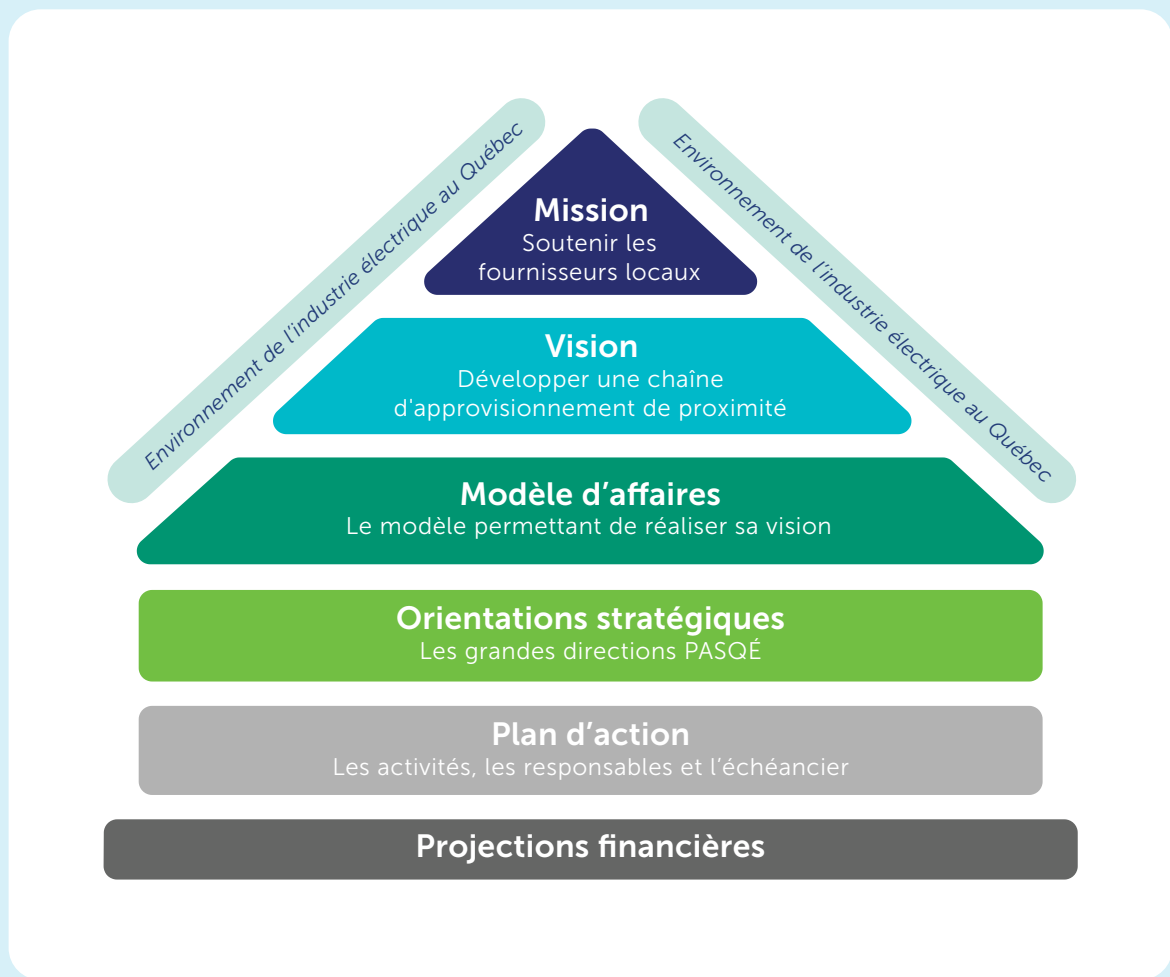 Environnement de l'industrie électrique au Québec
Environnement de l'industrie électrique au Québec
Mission
Soutenir les
fournisseurs locaux
Vision
Développer une chaîne
d'approvisionnement de proximité
Modèle d’affaires
Le modèle permettant de réaliser sa vision
Orientations stratégiques
Les grandes directions PASQÉ
Plan d’action
Les activités, les responsables et l’échéancier
Projections financières